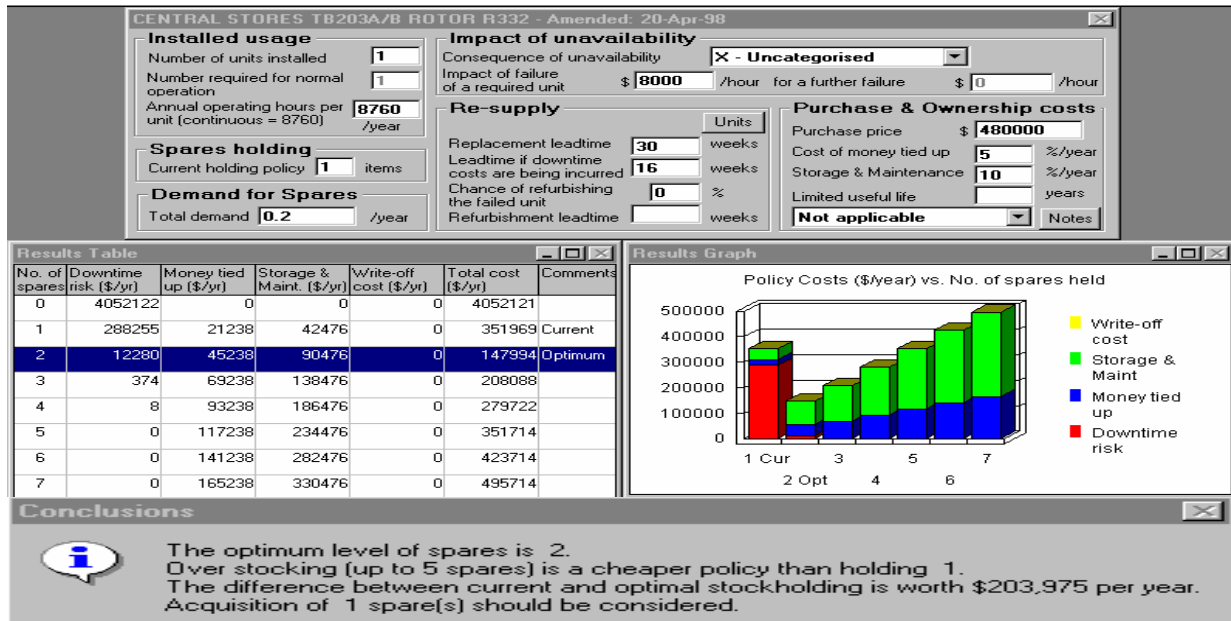 CENTRAL STORES TB203A/B ROTOR R332 - Amended: 20-Apr-98
Installed usage
Number of units installed 1
Number required for normal
operation 1
Annual operating hours per
unit (continuous = 8760) 8760
/year
Spares holding
Current holding policy 1 items
Demand for Spares
Total demand 0.2 /year
Impact of unavailability
Consequence of unavailability X - Uncategorised
Impact of failure
of a required unit $ 8000 /hour for a further failure $ 0 /hour
Re-supply
Units
Replacement leadtime 30 weeks
Leadtime if downtime
costs are being incurred 16 weeks
Chance of refurbishing
the failed unit 0 %
Refurbishment leadtime weeks
Purchase & Ownership costs
Purchase price $ 480000
Cost of money tied up 5 %/year
Storage & Maintenance 10 %/year
Limited useful life years
Not applicable Notes
Results Table
No. of Downtime Money tied Storage & Write-off Total cost Comments
spares risk ($/yr) up ($/yr) Maint. ($/yr) cost ($/yr) ($/yr)
0 4052122 0 0 0 4052121
1 288255 21238 42476 0 351969 Current
2 12280 45238 90476 0 147994 Optimum
3 374 69238 138476 0 208088
4 8 93238 186476 0 279722
5 0 117238 234476 0 351714
6 0 141238 282476 0 423714
7 0 165238 330476 0 495714
Results Graph
Policy Costs ($/year) vs. No. of spares held
500000
400000
300000
200000
100000
0
1 Cur 3 5 7
2 Opt 4 6
Write-off
cost
Storage &
Maint
Money tied
up
Downtime
risk
Conclusions
The optimum level of spares is 2.
Over stocking (up to 5 spares) is a cheaper policy than holding 1.
The difference between current and optimal stockholding is worth $203,975 per year.
Acquisition of 1 spare(s) should be considered.